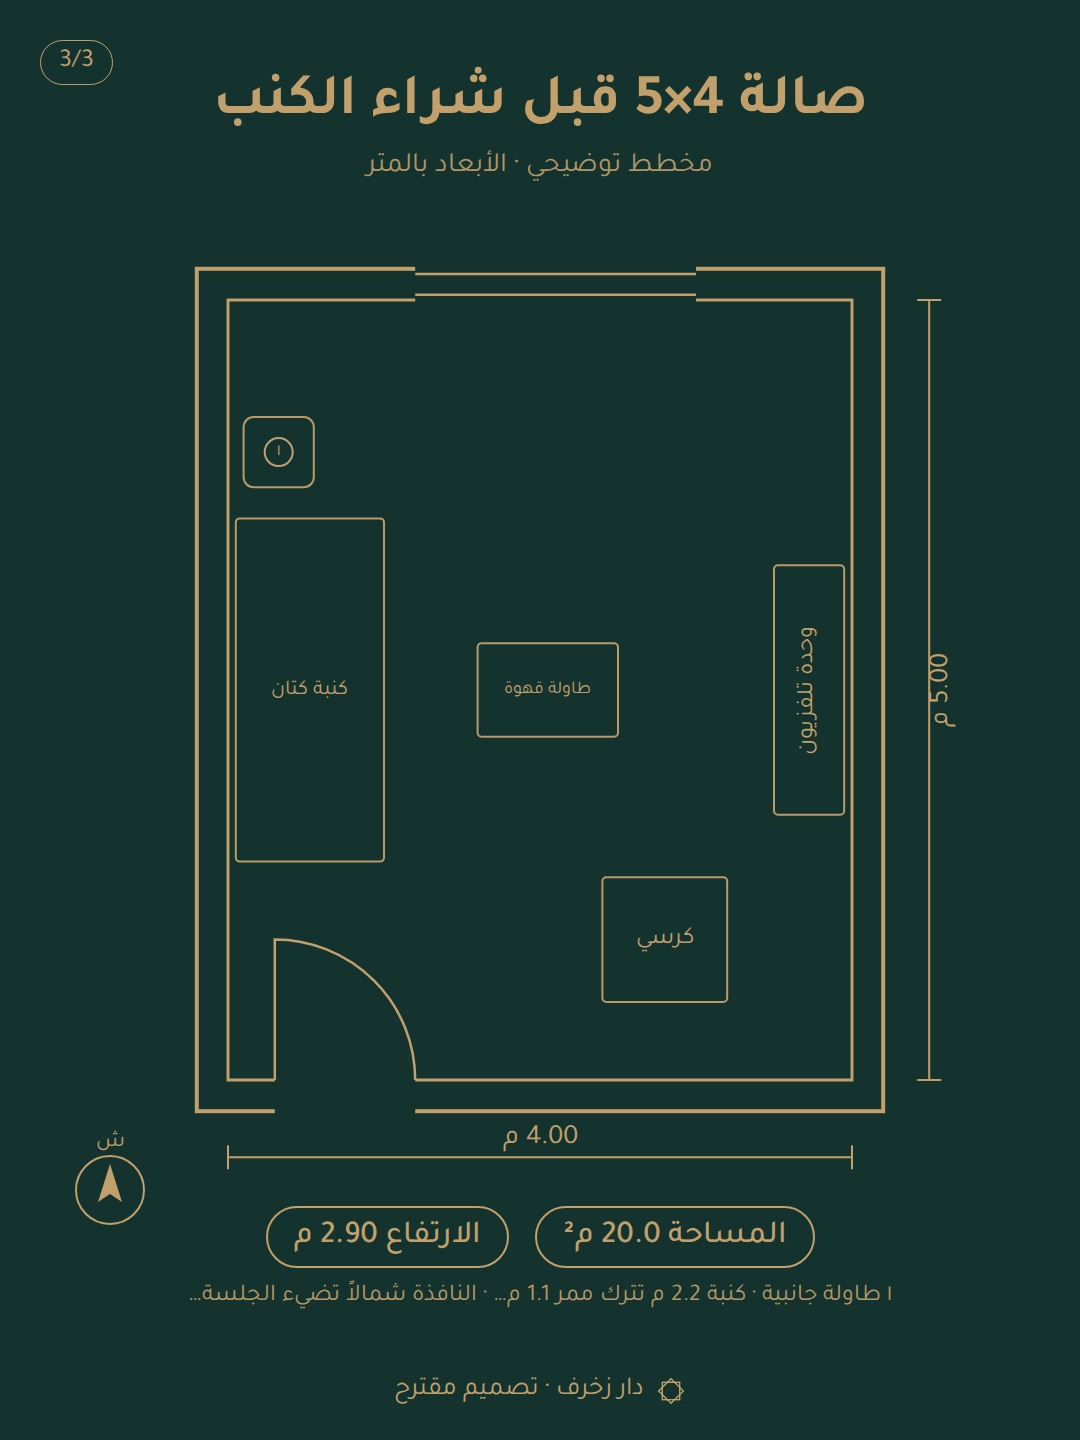 3/3
صالة 4×5 قبل شراء الكنب
مخطط توضيحي · الأبعاد بالمتر
١
كنبة كتان
طاولة قهوة
وحدة تلفزيون
5.00 م
كرسي
4.00 م
ش
المساحة 20.0 م²
الارتفاع 2.90 م
١ طاولة جانبية · كنبة 2.2 م تترك ممر 1.1 م… · النافذة شمالاً تضيء الجلسة…
دار زخرف · تصميم مقترح